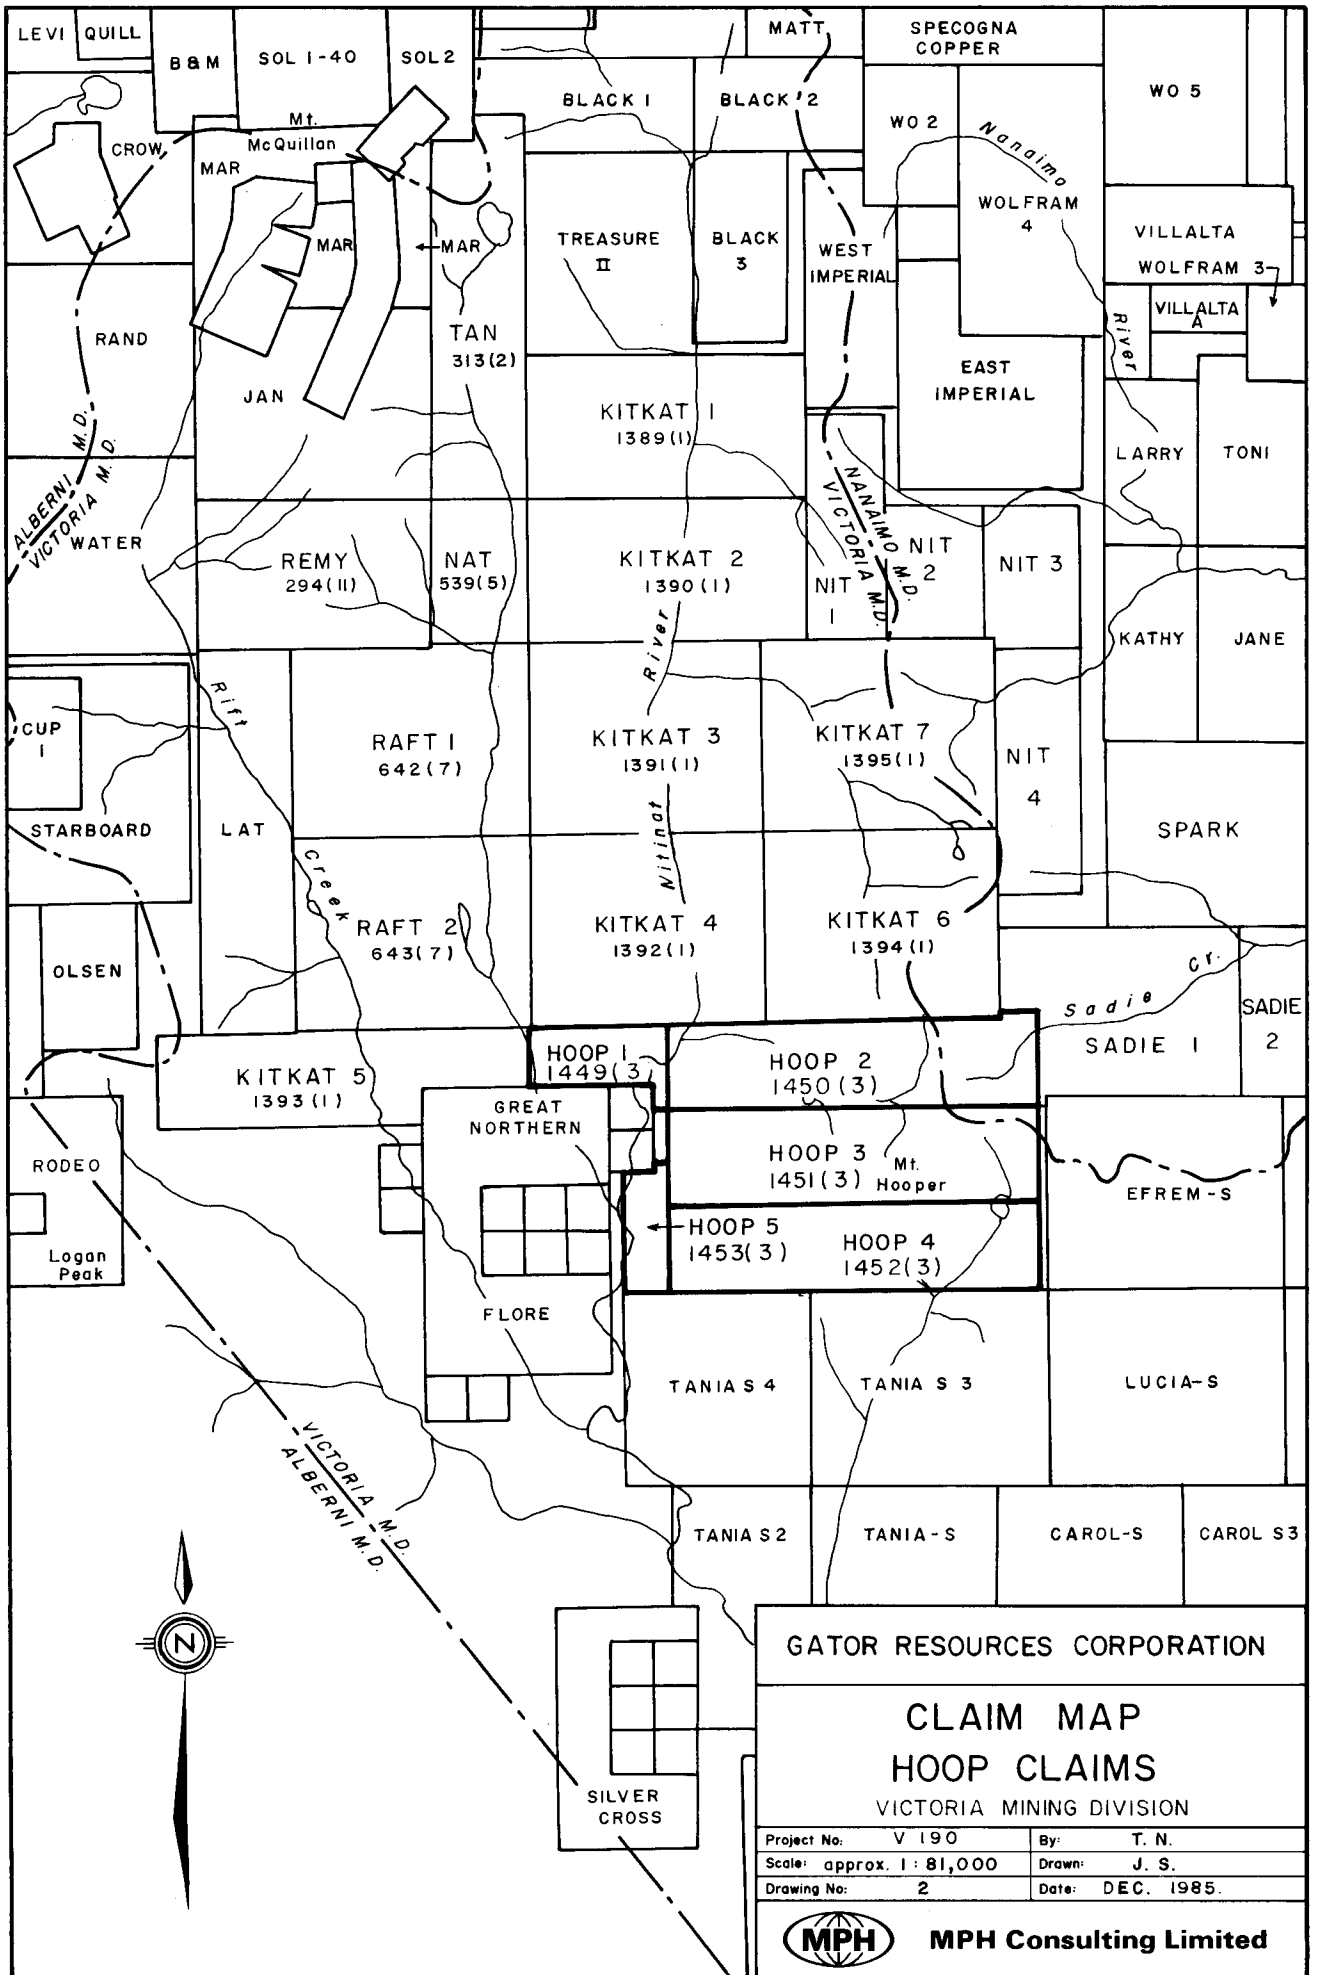 LEVI
QUILL
B & M
SOL 1-40
SOL 2
MATT
SPECOGNA
COPPER
WO 5
BLACK 1
BLACK 2
WO 2
Nanaimo
River
CROW
Mt.
McQuillan
MAR
MAR
MAR
TREASURE
II
BLACK
3
WEST
IMPERIAL
WOLFRAM
4
VILLALTA
WOLFRAM 3
VILLALTA
A
RAND
TAN
313(2)
JAN
KITKAT 1
1389(1)
EAST
IMPERIAL
LARRY
TONI
ALBERNI M.D.
VICTORIA M.D.
WATER
REMY
294(11)
NAT
539(5)
KITKAT 2
1390(1)
NIT
1
NANAIMO M.D.
VICTORIA M.D.
NIT
2
NIT 3
KATHY
JANE
Rift
Creek
CUP
1
RAFT 1
642(7)
KITKAT 3
1391(1)
KITKAT 7
1395(1)
NIT
4
Nitinat
River
STARBOARD
LAT
SPARK
RAFT 2
643(7)
KITKAT 4
1392(1)
KITKAT 6
1394(1)
OLSEN
Sadie Cr.
SADIE 1
SADIE
2
KITKAT 5
1393(1)
HOOP 1
1449(3
HOOP 2
1450(3)
GREAT
NORTHERN
HOOP 3
1451(3)
Mt.
Hooper
RODEO
EFREM-S
HOOP 5
1453(3)
HOOP 4
1452(3)
Logan
Peak
FLORE
TANIA S 4
TANIA S 3
LUCIA-S
VICTORIA M.D.
ALBERNI M.D.
TANIA S2
TANIA-S
CAROL-S
CAROL S3
N
SILVER
CROSS
GATOR RESOURCES CORPORATION
CLAIM MAP
HOOP CLAIMS
VICTORIA MINING DIVISION
Project No: V 190
By: T. N.
Scale: approx. 1 : 81,000
Drawn: J. S.
Drawing No: 2
Date: DEC. 1985.
MPH
MPH Consulting Limited